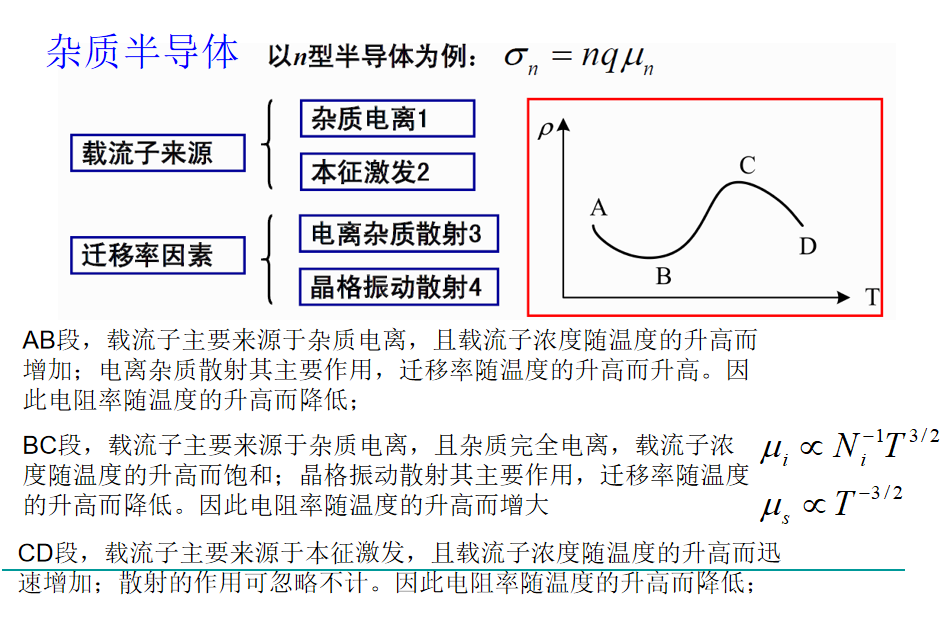 杂质半导体 以n型半导体为例： σn = nqμn
载流子来源
杂质电离1
本征激发2
迁移率因素
电离杂质散射3
晶格振动散射4
ρ
A
B
C
D
T
AB段，载流子主要来源于杂质电离，且载流子浓度随温度的升高而
增加；电离杂质散射其主要作用，迁移率随温度的升高而升高。因
此电阻率随温度的升高而降低；
BC段，载流子主要来源于杂质电离，且杂质完全电离，载流子浓
度随温度的升高而饱和；晶格振动散射其主要作用，迁移率随温度
的升高而降低。因此电阻率随温度的升高而增大
μi ∝ Ni^-1 T^3/2
μs ∝ T^-3/2
CD段，载流子主要来源于本征激发，且载流子浓度随温度的升高而迅
速增加；散射的作用可忽略不计。因此电阻率随温度的升高而降低；